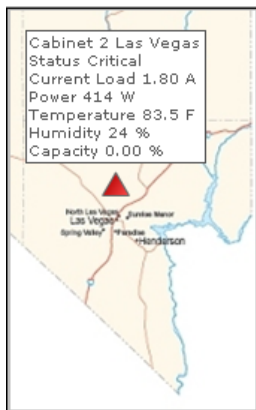 Cabinet 2 Las Vegas
Status Critical
Current Load 1.80 A
Power 414 W
Temperature 83.5 F
Humidity 24 %
Capacity 0.00 %
North Las Vegas
Sunrise Manor
Las Vegas
Spring Valley
Paradise
Henderson